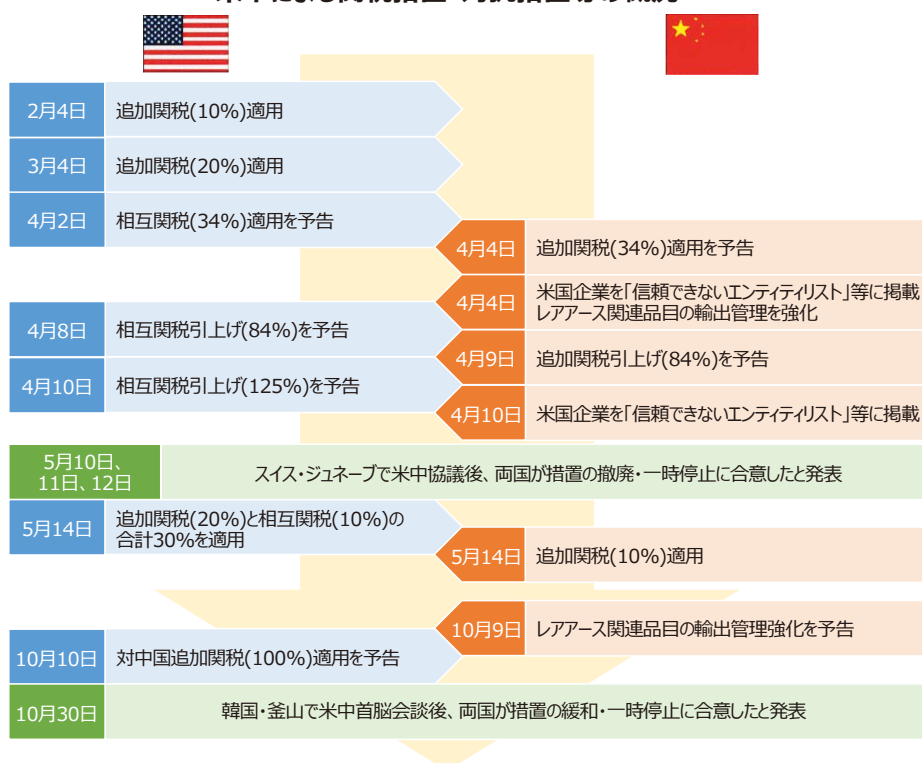 2月4日
追加関税(10%)適用
3月4日
追加関税(20%)適用
4月2日
相互関税(34%)適用を予告
4月4日
追加関税(34%)適用を予告
4月4日
米国企業を「信頼できないエンティティリスト」等に掲載
レアアース関連品目の輸出管理を強化
4月8日
相互関税引上げ(84%)を予告
4月9日
追加関税引上げ(84%)を予告
4月10日
相互関税引上げ(125%)を予告
4月10日
米国企業を「信頼できないエンティティリスト」等に掲載
5月10日、
11日、12日
スイス・ジュネーブで米中協議後、両国が措置の撤廃・一時停止に合意したと発表
5月14日
追加関税(20%)と相互関税(10%)の
合計30%を適用
5月14日
追加関税(10%)適用
10月9日
レアアース関連品目の輸出管理強化を予告
10月10日
対中国追加関税(100%)適用を予告
10月30日
韓国・釜山で米中首脳会談後、両国が措置の緩和・一時停止に合意したと発表